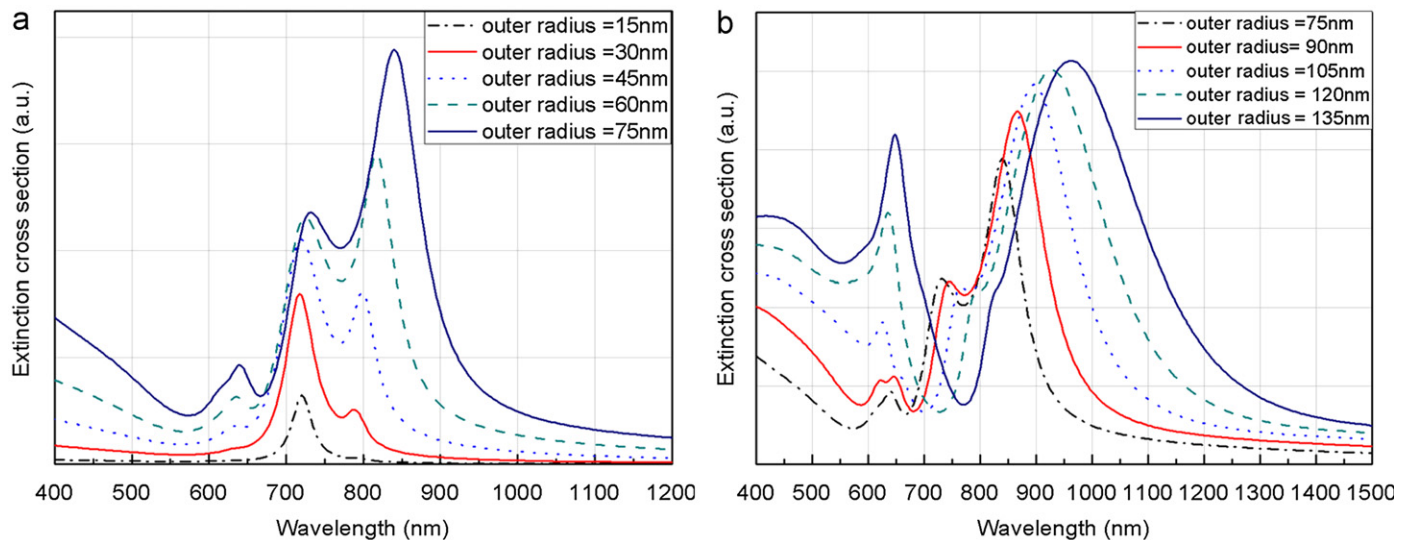 a
outer radius =15nm
outer radius =30nm
outer radius =45nm
outer radius =60nm
outer radius =75nm
Extinction cross section (a.u.)
400 500 600 700 800 900 1000 1100 1200
Wavelength (nm)
b
outer radius =75nm
outer radius= 90nm
outer radius =105nm
outer radius = 120nm
outer radius = 135nm
Extinction cross section (a.u.)
400 500 600 700 800 900 1000 1100 1200 1300 1400 1500
Wavelength (nm)